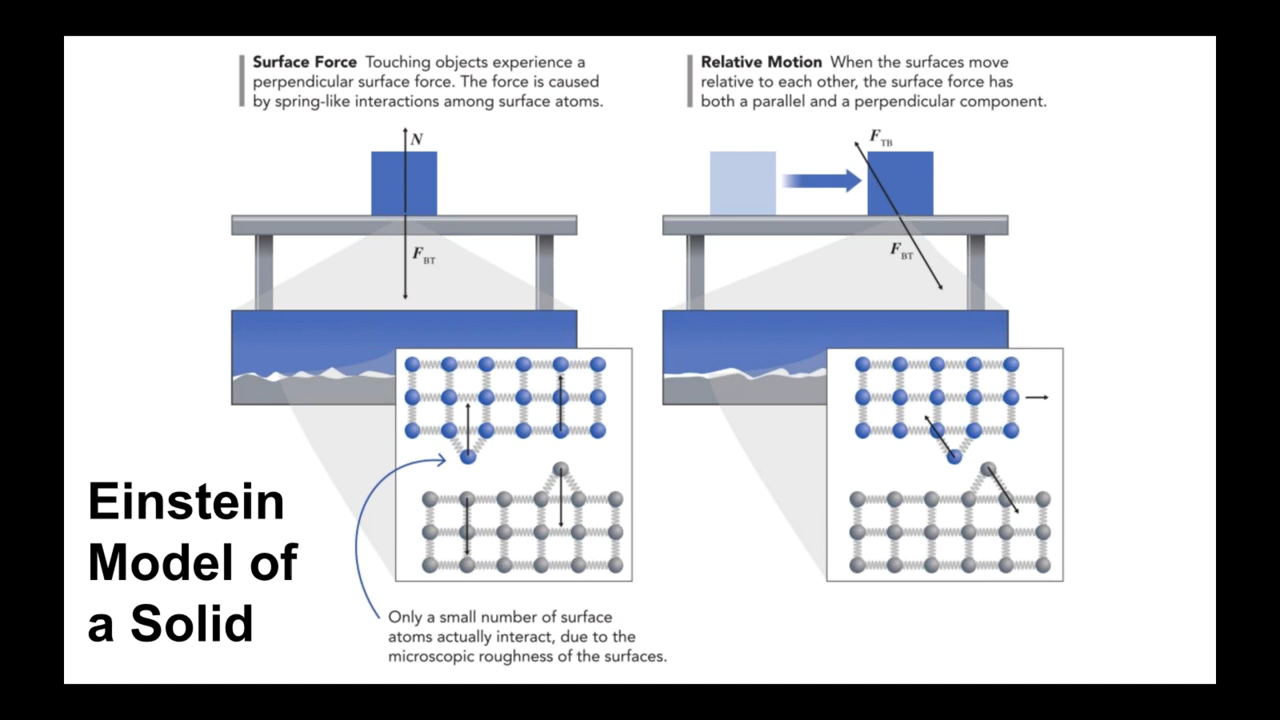 Surface Force Touching objects experience a
perpendicular surface force. The force is caused
by spring-like interactions among surface atoms.
Relative Motion When the surfaces move
relative to each other, the surface force has
both a parallel and a perpendicular component.
N
F BT
F TB
F BT
Einstein
Model of
a Solid
Only a small number of surface
atoms actually interact, due to the
microscopic roughness of the surfaces.